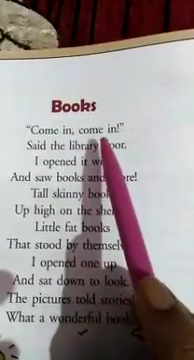 Books
"Come in, come in!"
Said the library
I opened it
And saw books and
Tall skinny
Up high on the
Little fat books
That stood by
I opened one up
And sat down to look.
The pictures told stories
What a wonderful